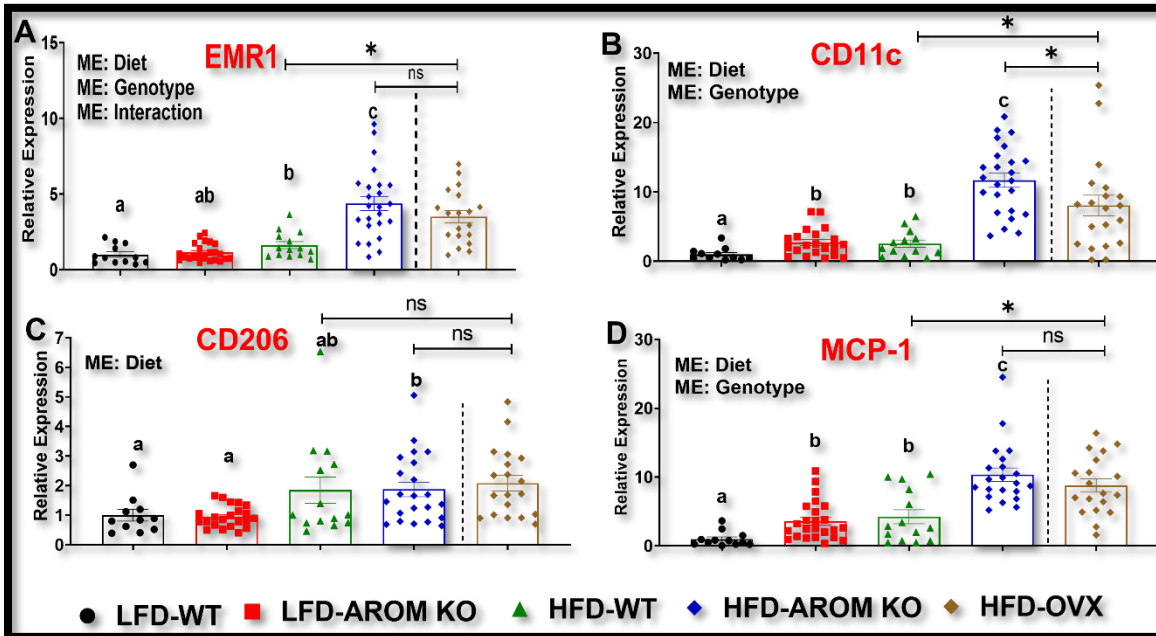 A
EMR1
*
ns
ME: Diet
ME: Genotype
ME: Interaction
Relative Expression
15
10
5
0
a
ab
b
c
B
CD11c
*
*
ME: Diet
ME: Genotype
Relative Expression
30
20
10
0
a
b
b
c
C
CD206
ns
ns
ME: Diet
Relative Expression
7
6
5
4
3
2
1
0
a
a
ab
b
D
MCP-1
*
ns
ME: Diet
ME: Genotype
Relative Expression
30
20
10
0
a
b
b
c
LFD-WT LFD-AROM KO HFD-WT HFD-AROM KO HFD-OVX